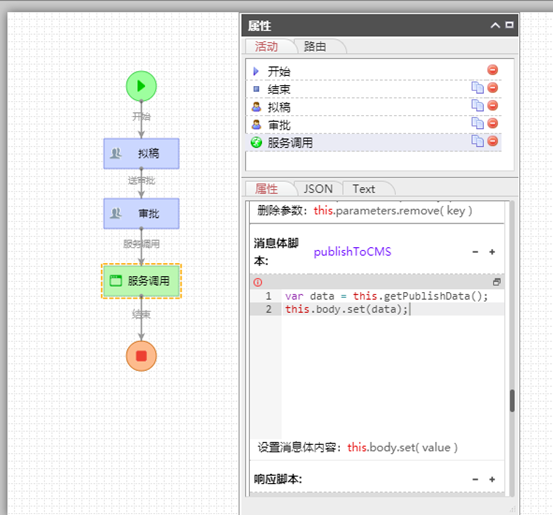 开始
拟稿
送审批
审批
服务调用
服务调用
结束
属性
活动 路由
开始
结束
拟稿
审批
服务调用
属性 JSON Text
删除参数：this.parameters.remove( key )
消息体脚
本： publishToCMS
1 var data = this.getPublishData();
2 this.body.set(data);
设置消息体内容：this.body.set( value )
响应脚本：